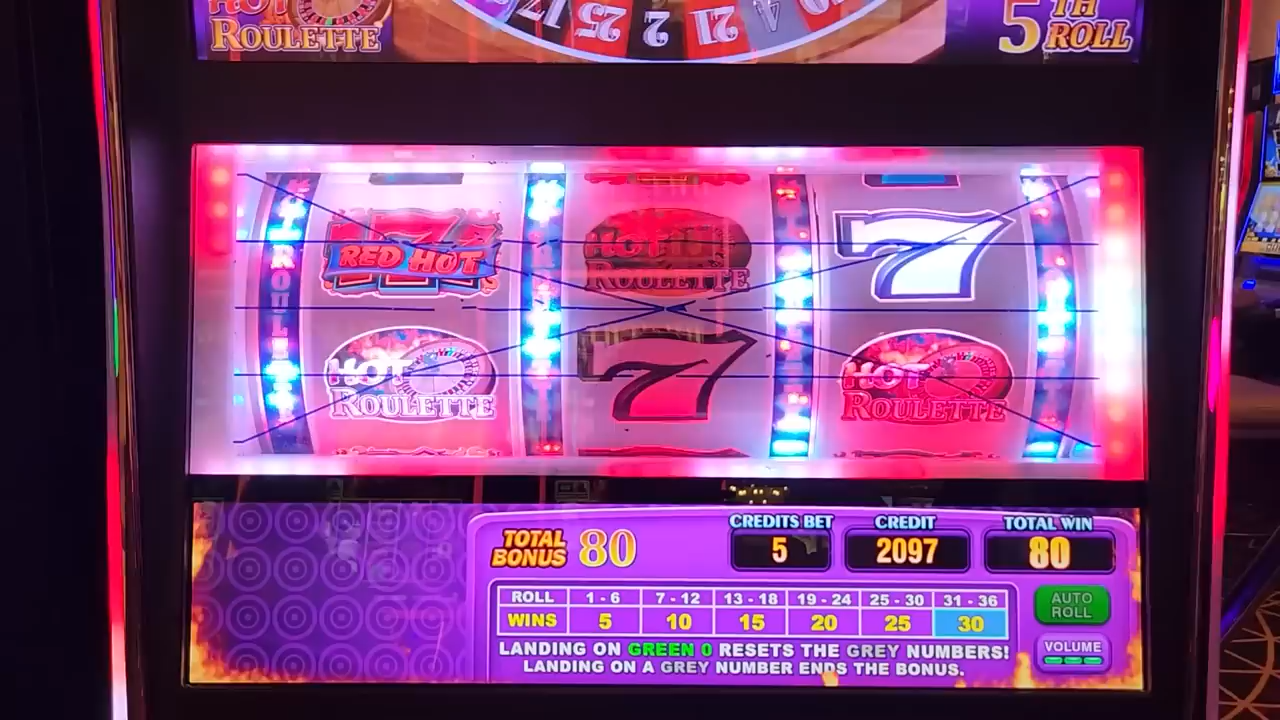 HOT
ROULETTE
17 25 2 21 4
5TH
ROLL
RED HOT
HOT
ROULETTE
7
HOT
ROULETTE
7
HOT
ROULETTE
TOTAL
BONUS 80
CREDITS BET
5
CREDIT
2097
TOTAL WIN
80
ROLL 1 - 6 7 - 12 13 - 18 19 - 24 25 - 30 31 - 36
WINS 5 10 15 20 25 30
AUTO
ROLL
LANDING ON GREEN 0 RESETS THE GREY NUMBERS!
LANDING ON A GREY NUMBER ENDS THE BONUS.
VOLUME